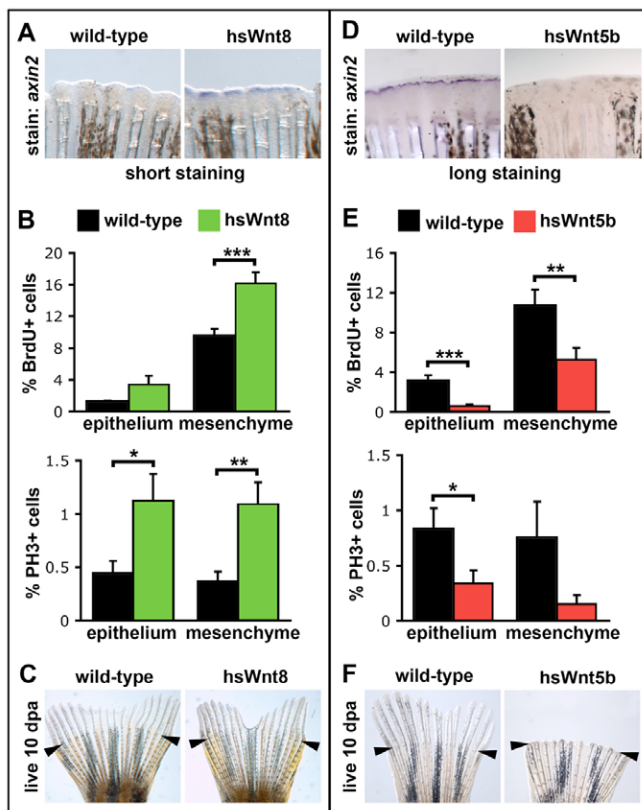 A
wild-type
hsWnt8
stain: axin2
short staining
B
wild-type
hsWnt8
% BrdU+ cells
20
16
12
8
4
0
***
epithelium
mesenchyme
% PH3+ cells
1.5
1
0.5
0
*
**
epithelium
mesenchyme
C
wild-type
hsWnt8
live 10 dpa
D
wild-type
hsWnt5b
stain: axin2
long staining
E
wild-type
hsWnt5b
% BrdU+ cells
16
12
8
4
0
***
**
epithelium
mesenchyme
% PH3+ cells
1.5
1
0.5
0
*
epithelium
mesenchyme
F
wild-type
hsWnt5b
live 10 dpa